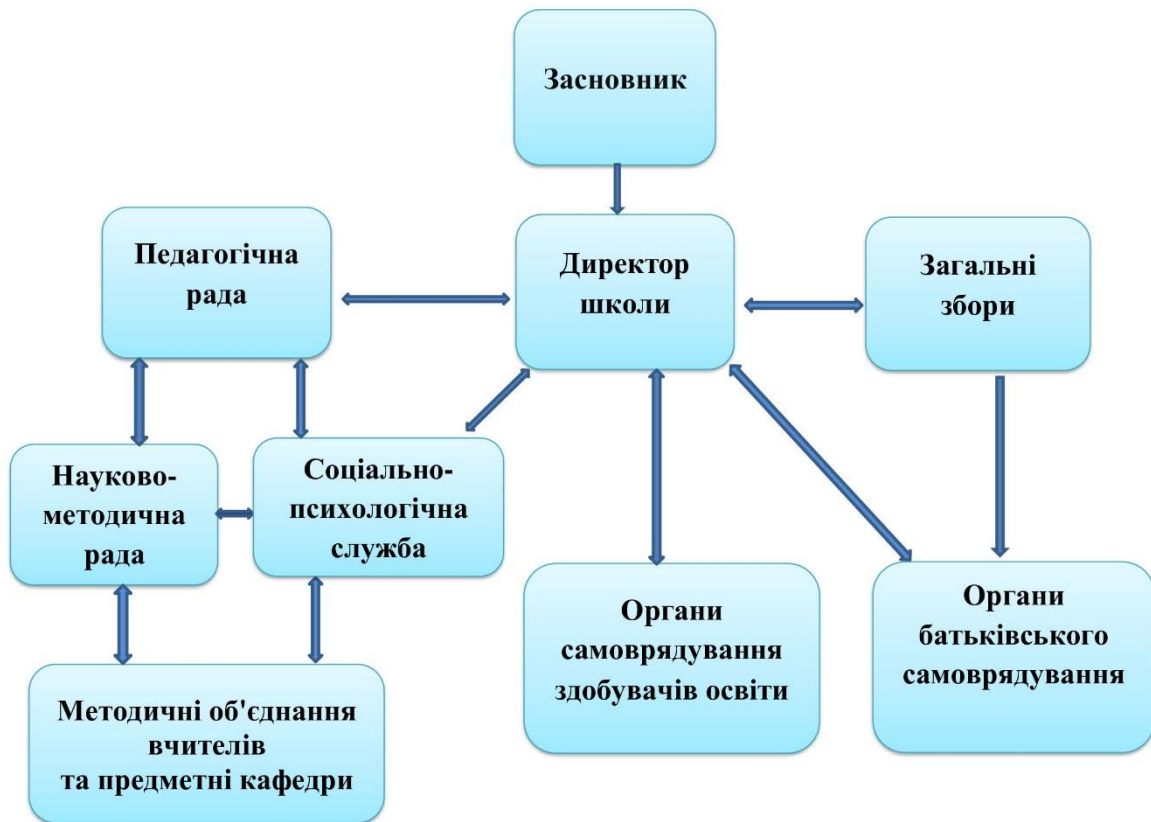 Засновник
Педагогічна
рада
Директор
школи
Загальні
збори
Науково-
методична
рада
Соціально-
психологічна
служба
Органи
самоврядування
здобувачів освіти
Органи
батьківського
самоврядування
Методичні об'єднання
вчителів
та предметні кафедри